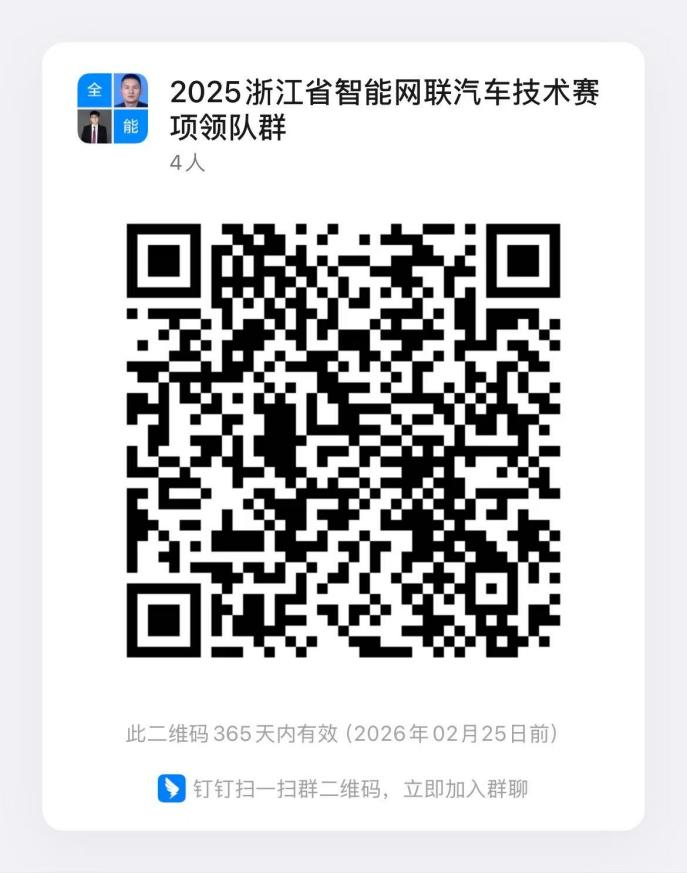 全
能
2025浙江省智能网联汽车技术赛
项领队群
4人
此二维码365天内有效 (2026年02月25日前)
钉钉扫一扫群二维码，立即加入群聊